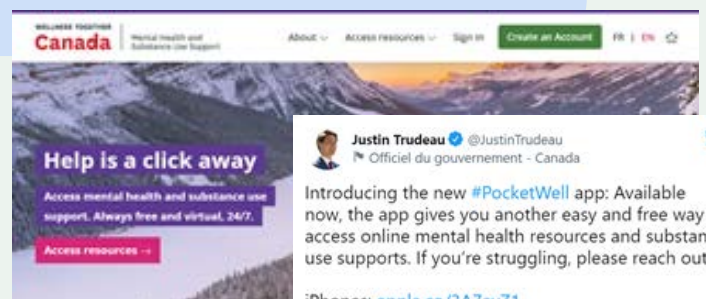 WELLNESS TOGETHER
Canada
Mental Health and
Substance Use Support
About
Access resources
Sign in
Create an Account
FR | EN
Help is a click away
Access mental health and substance use
support. Always free and virtual, 24/7.
Access resources →
Justin Trudeau @JustinTrudeau
Officiel du gouvernement - Canada
Introducing the new #PocketWell app: Available
now, the app gives you another easy and free way
access online mental health resources and substan
use supports. If you're struggling, please reach out